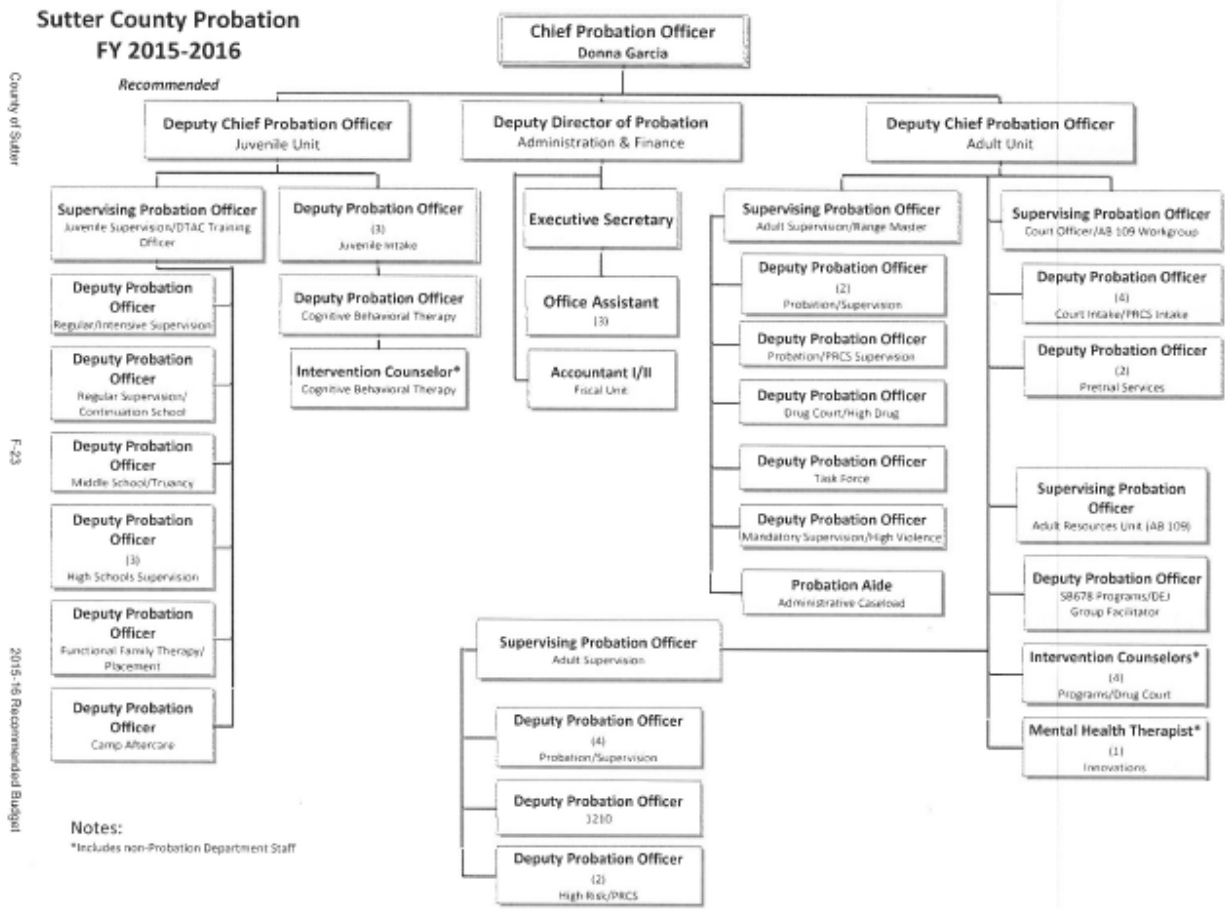 Sutter County Probation
FY 2015-2016
Recommended
County of Sutter
F-23
2015-16 Recommended Budget
Chief Probation Officer
Donna Garcia
Deputy Chief Probation Officer
Juvenile Unit
Deputy Director of Probation
Administration & Finance
Deputy Chief Probation Officer
Adult Unit
Supervising Probation Officer
Juvenile Supervision/DTAC Training
Officer
Deputy Probation
Officer
Regular/Intensive Supervision
Deputy Probation
Officer
Regular Supervision/
Continuation School
Deputy Probation
Officer
Middle School/Truancy
Deputy Probation
Officer
(3)
High Schools Supervision
Deputy Probation
Officer
Functional Family Therapy/
Placement
Deputy Probation
Officer
Camp Aftercare
Deputy Probation Officer
(3)
Juvenile Intake
Deputy Probation Officer
Cognitive Behavioral Therapy
Intervention Counselor*
Cognitive Behavioral Therapy
Executive Secretary
Office Assistant
(3)
Accountant I/II
Fiscal Unit
Supervising Probation Officer
Adult Supervision/Range Master
Deputy Probation Officer
(2)
Probation/Supervision
Deputy Probation Officer
Probation/PRCS Supervision
Deputy Probation Officer
Drug Court/High Drug
Deputy Probation Officer
Task Force
Deputy Probation Officer
Mandatory Supervision/High Violence
Probation Aide
Administrative Caseload
Supervising Probation Officer
Court Officer/AB 109 Workgroup
Deputy Probation Officer
(4)
Court Intake/PRCS Intake
Deputy Probation Officer
(2)
Pretrial Services
Supervising Probation
Officer
Adult Resources Unit (AB 109)
Deputy Probation Officer
SB678 Programs/DEJ
Group Facilitator
Intervention Counselors*
(4)
Programs/Drug Court
Mental Health Therapist*
(1)
Innovations
Supervising Probation Officer
Adult Supervision
Deputy Probation Officer
(4)
Probation/Supervision
Deputy Probation Officer
1210
Deputy Probation Officer
(2)
High Risk/PRCS
Notes:
*Includes non-Probation Department Staff